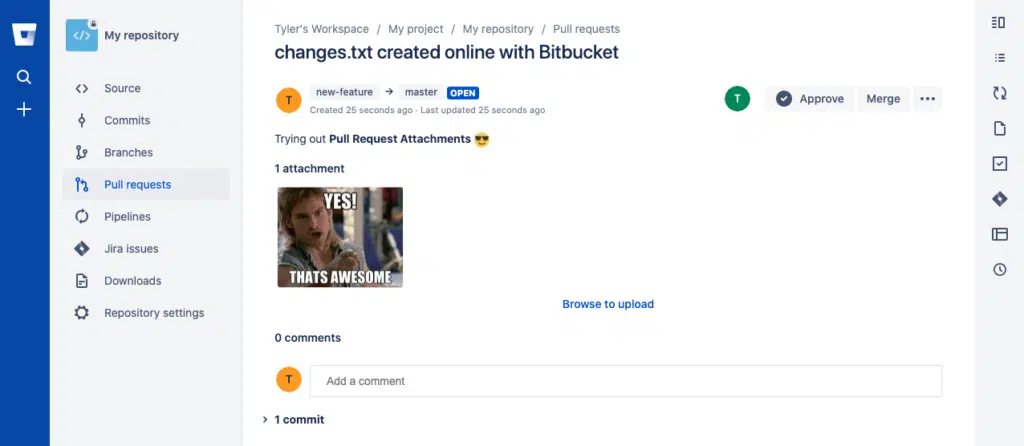 My repository
Source
Commits
Branches
Pull requests
Pipelines
Jira issues
Downloads
Repository settings
Tyler's Workspace / My project / My repository / Pull requests
changes.txt created online with Bitbucket
T new-feature → master OPEN
Created 25 seconds ago · Last updated 25 seconds ago
T Approve Merge
Trying out Pull Request Attachments 😎
1 attachment
YES!
THATS AWESOME
Browse to upload
0 comments
T Add a comment
1 commit